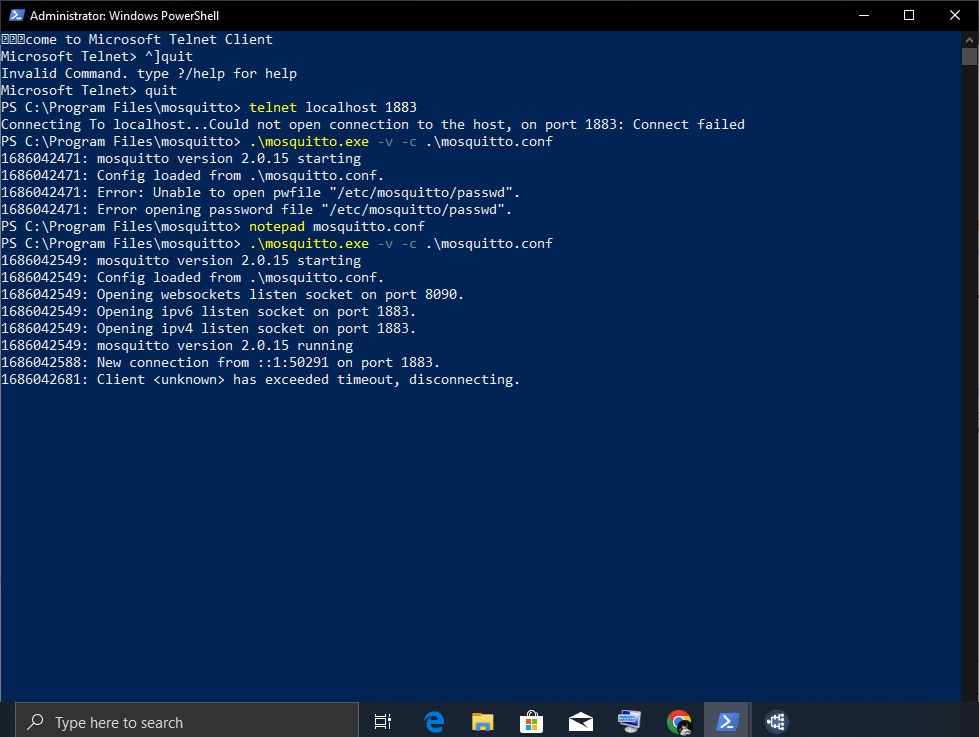 Administrator: Windows PowerShell
come to Microsoft Telnet Client
Microsoft Telnet> ^]quit
Invalid Command. type ?/help for help
Microsoft Telnet> quit
PS C:\Program Files\mosquitto> telnet localhost 1883
Connecting To localhost...Could not open connection to the host, on port 1883: Connect failed
PS C:\Program Files\mosquitto> .\mosquitto.exe -v -c .\mosquitto.conf
1686042471: mosquitto version 2.0.15 starting
1686042471: Config loaded from .\mosquitto.conf.
1686042471: Error: Unable to open pwfile "/etc/mosquitto/passwd".
1686042471: Error opening password file "/etc/mosquitto/passwd".
PS C:\Program Files\mosquitto> notepad mosquitto.conf
PS C:\Program Files\mosquitto> .\mosquitto.exe -v -c .\mosquitto.conf
1686042549: mosquitto version 2.0.15 starting
1686042549: Config loaded from .\mosquitto.conf.
1686042549: Opening websockets listen socket on port 8090.
1686042549: Opening ipv6 listen socket on port 1883.
1686042549: Opening ipv4 listen socket on port 1883.
1686042549: mosquitto version 2.0.15 running
1686042588: New connection from ::1:50291 on port 1883.
1686042681: Client <unknown> has exceeded timeout, disconnecting.
Type here to search